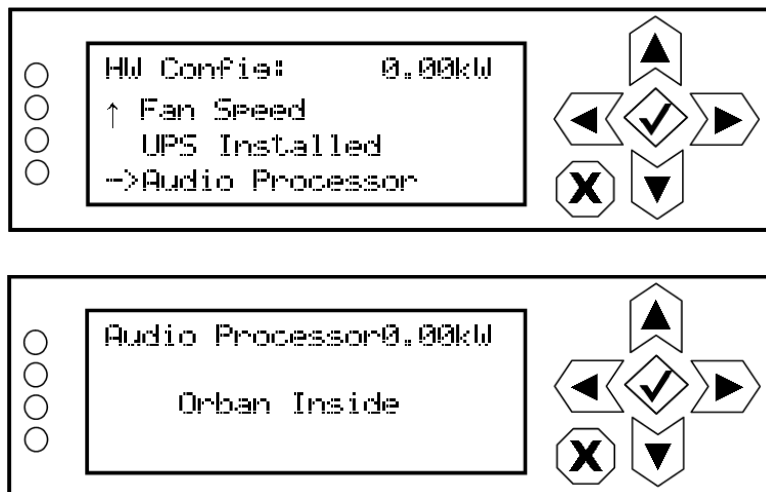 HW Config: 0.00kW
↑ Fan Speed
UPS Installed
->Audio Processor
X
Audio Processor0.00kW
Orban Inside
X